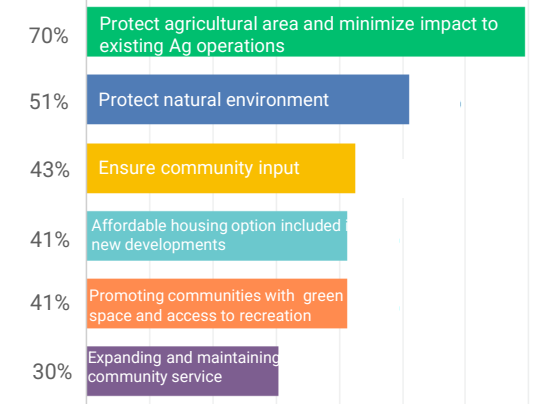 70%
Protect agricultural area and minimize impact to
existing Ag operations
51%
Protect natural environment
43%
Ensure community input
41%
Affordable housing option included i
new developments
41%
Promoting communities with green
space and access to recreation
30%
Expanding and maintaining
community service